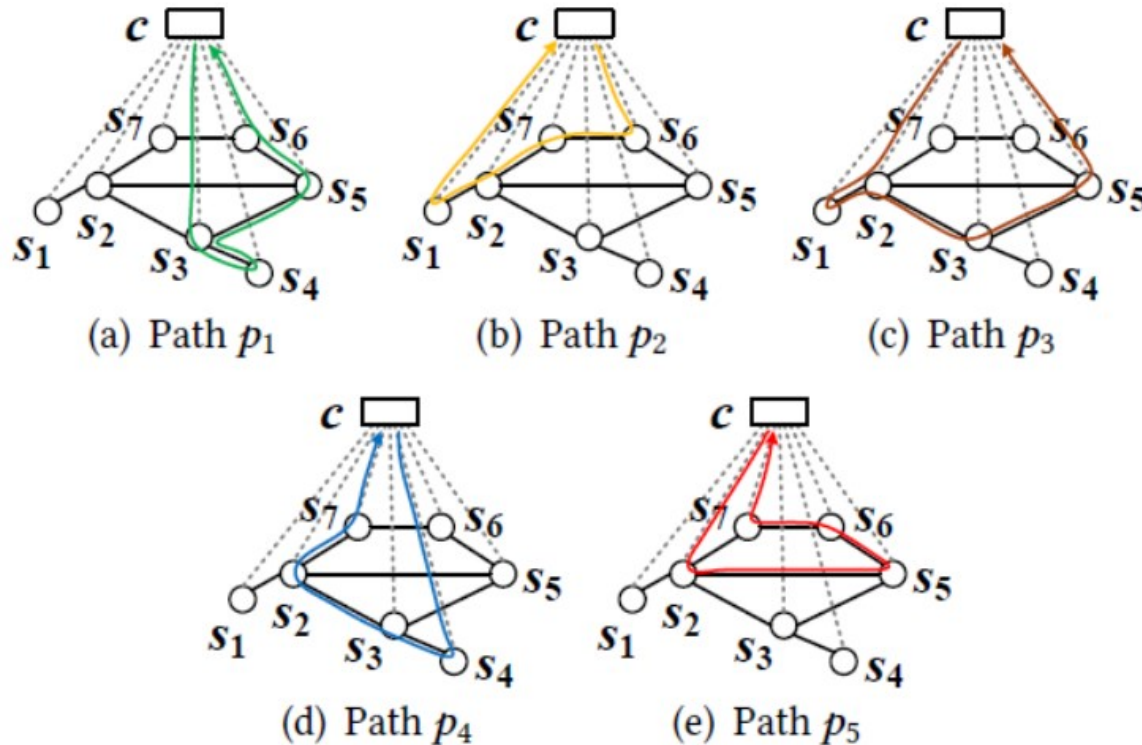 c
s7 s6
s5
s2
s1 s3 s4
(a) Path p1
c
s7 s6
s5
s2
s1 s3 s4
(b) Path p2
c
s7 s6
s5
s2
s1 s3 s4
(c) Path p3
c
s7 s6
s5
s2
s1 s3 s4
(d) Path p4
c
s7 s6
s5
s2
s1 s3 s4
(e) Path p5